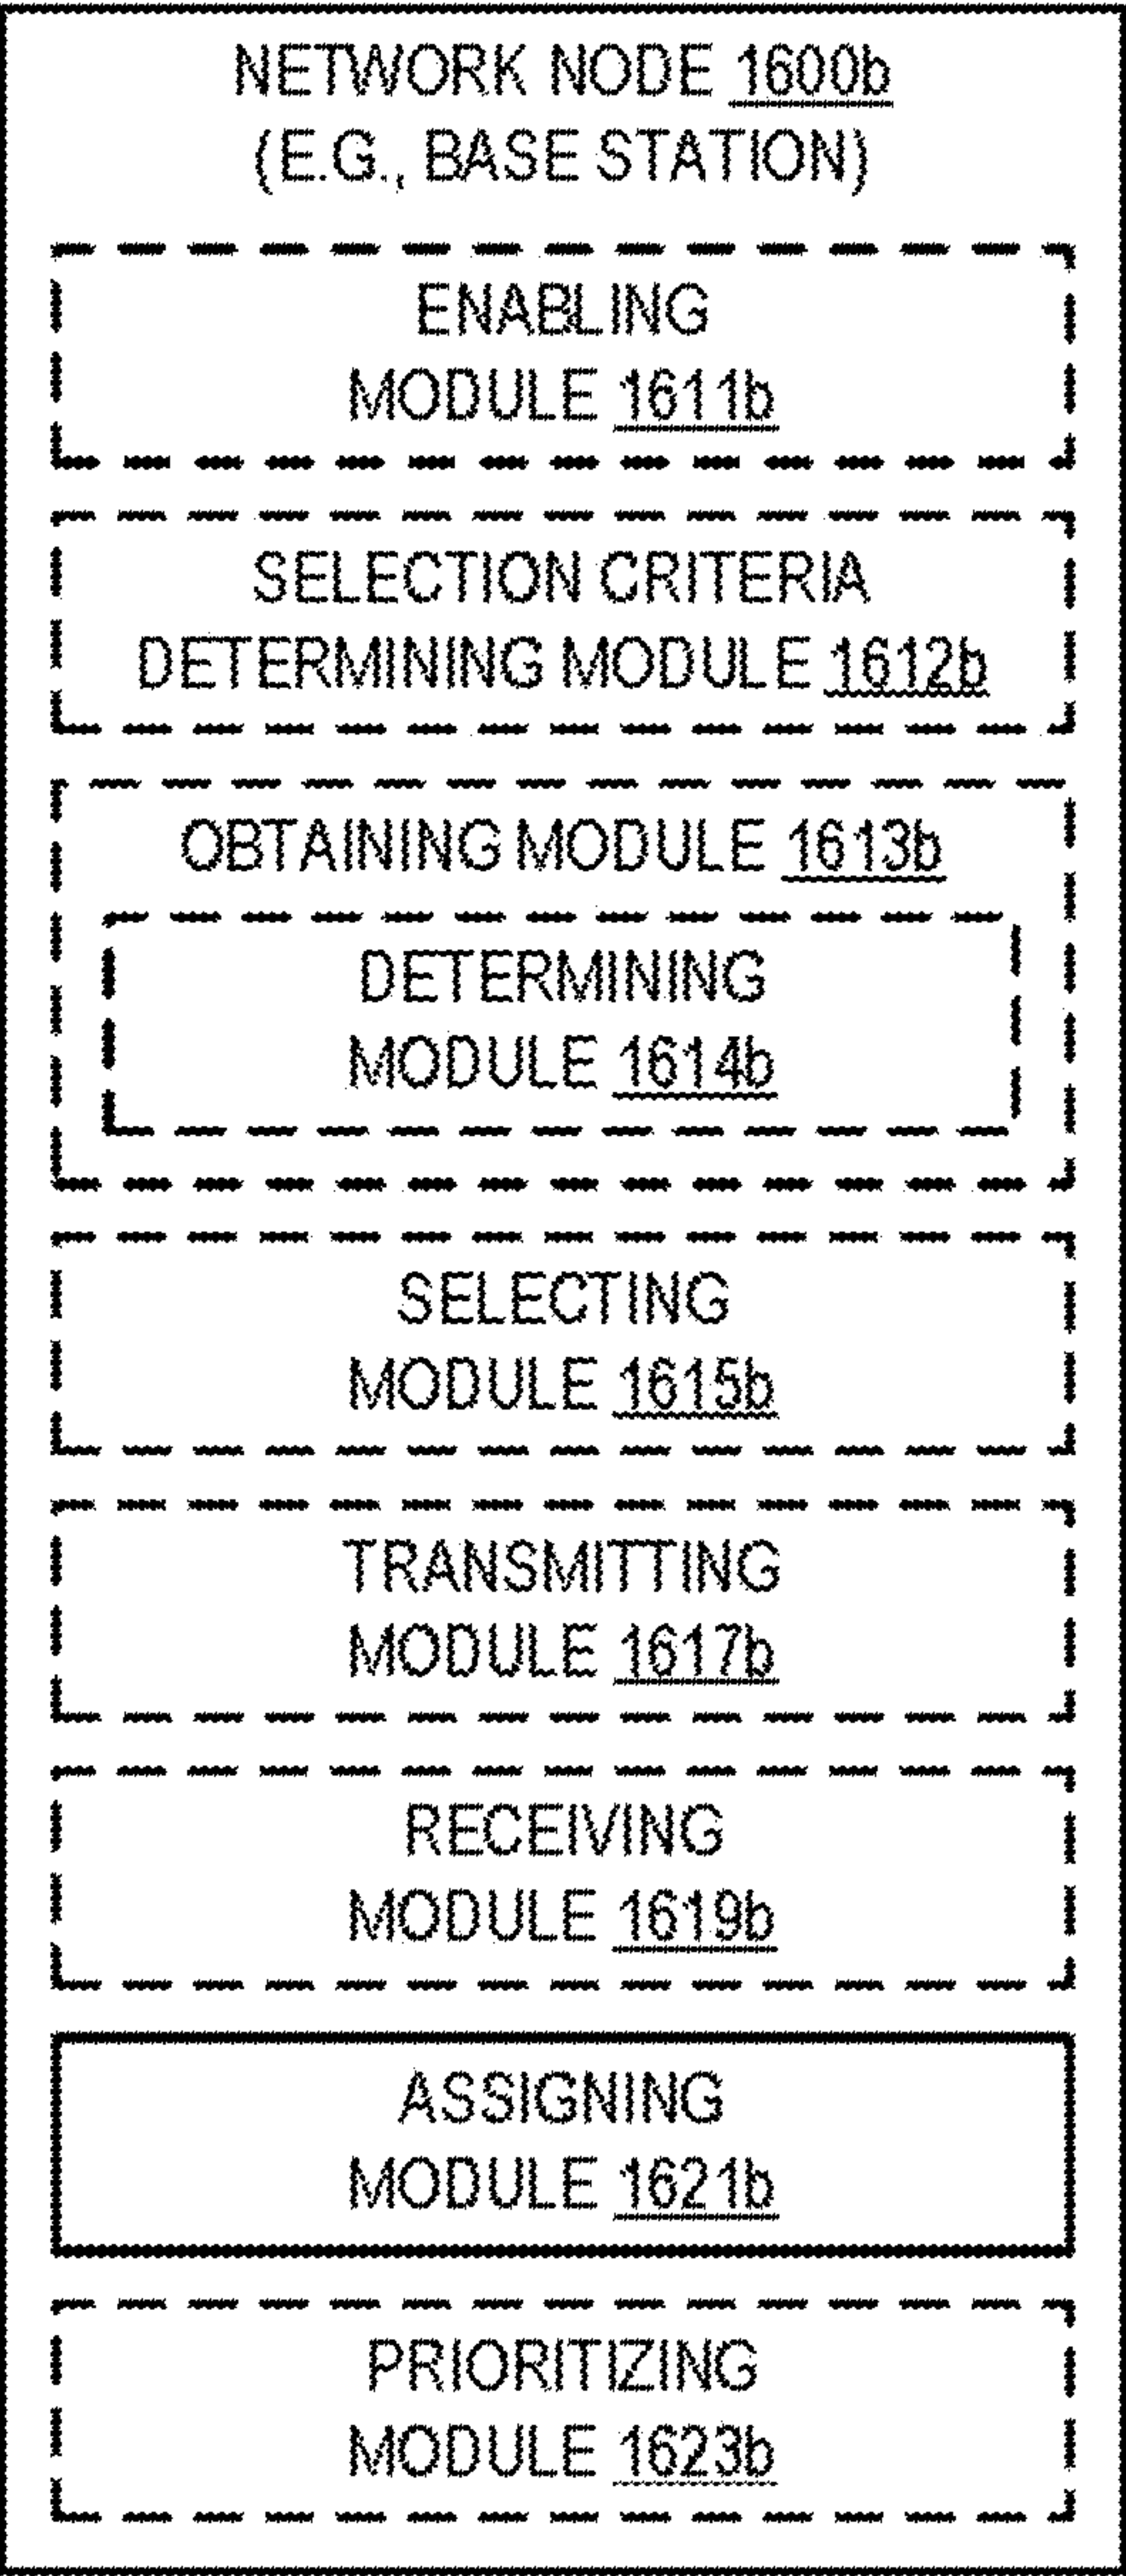 NETWORK NODE 1600b
(E.G., BASE STATION)
ENABLING
MODULE 1611b
SELECTION CRITERIA
DETERMINING MODULE 1612b
OBTAINING MODULE 1613b
DETERMINING
MODULE 1614b
SELECTING
MODULE 1615b
TRANSMITTING
MODULE 1617b
RECEIVING
MODULE 1619b
ASSIGNING
MODULE 1621b
PRIORITIZING
MODULE 1623b